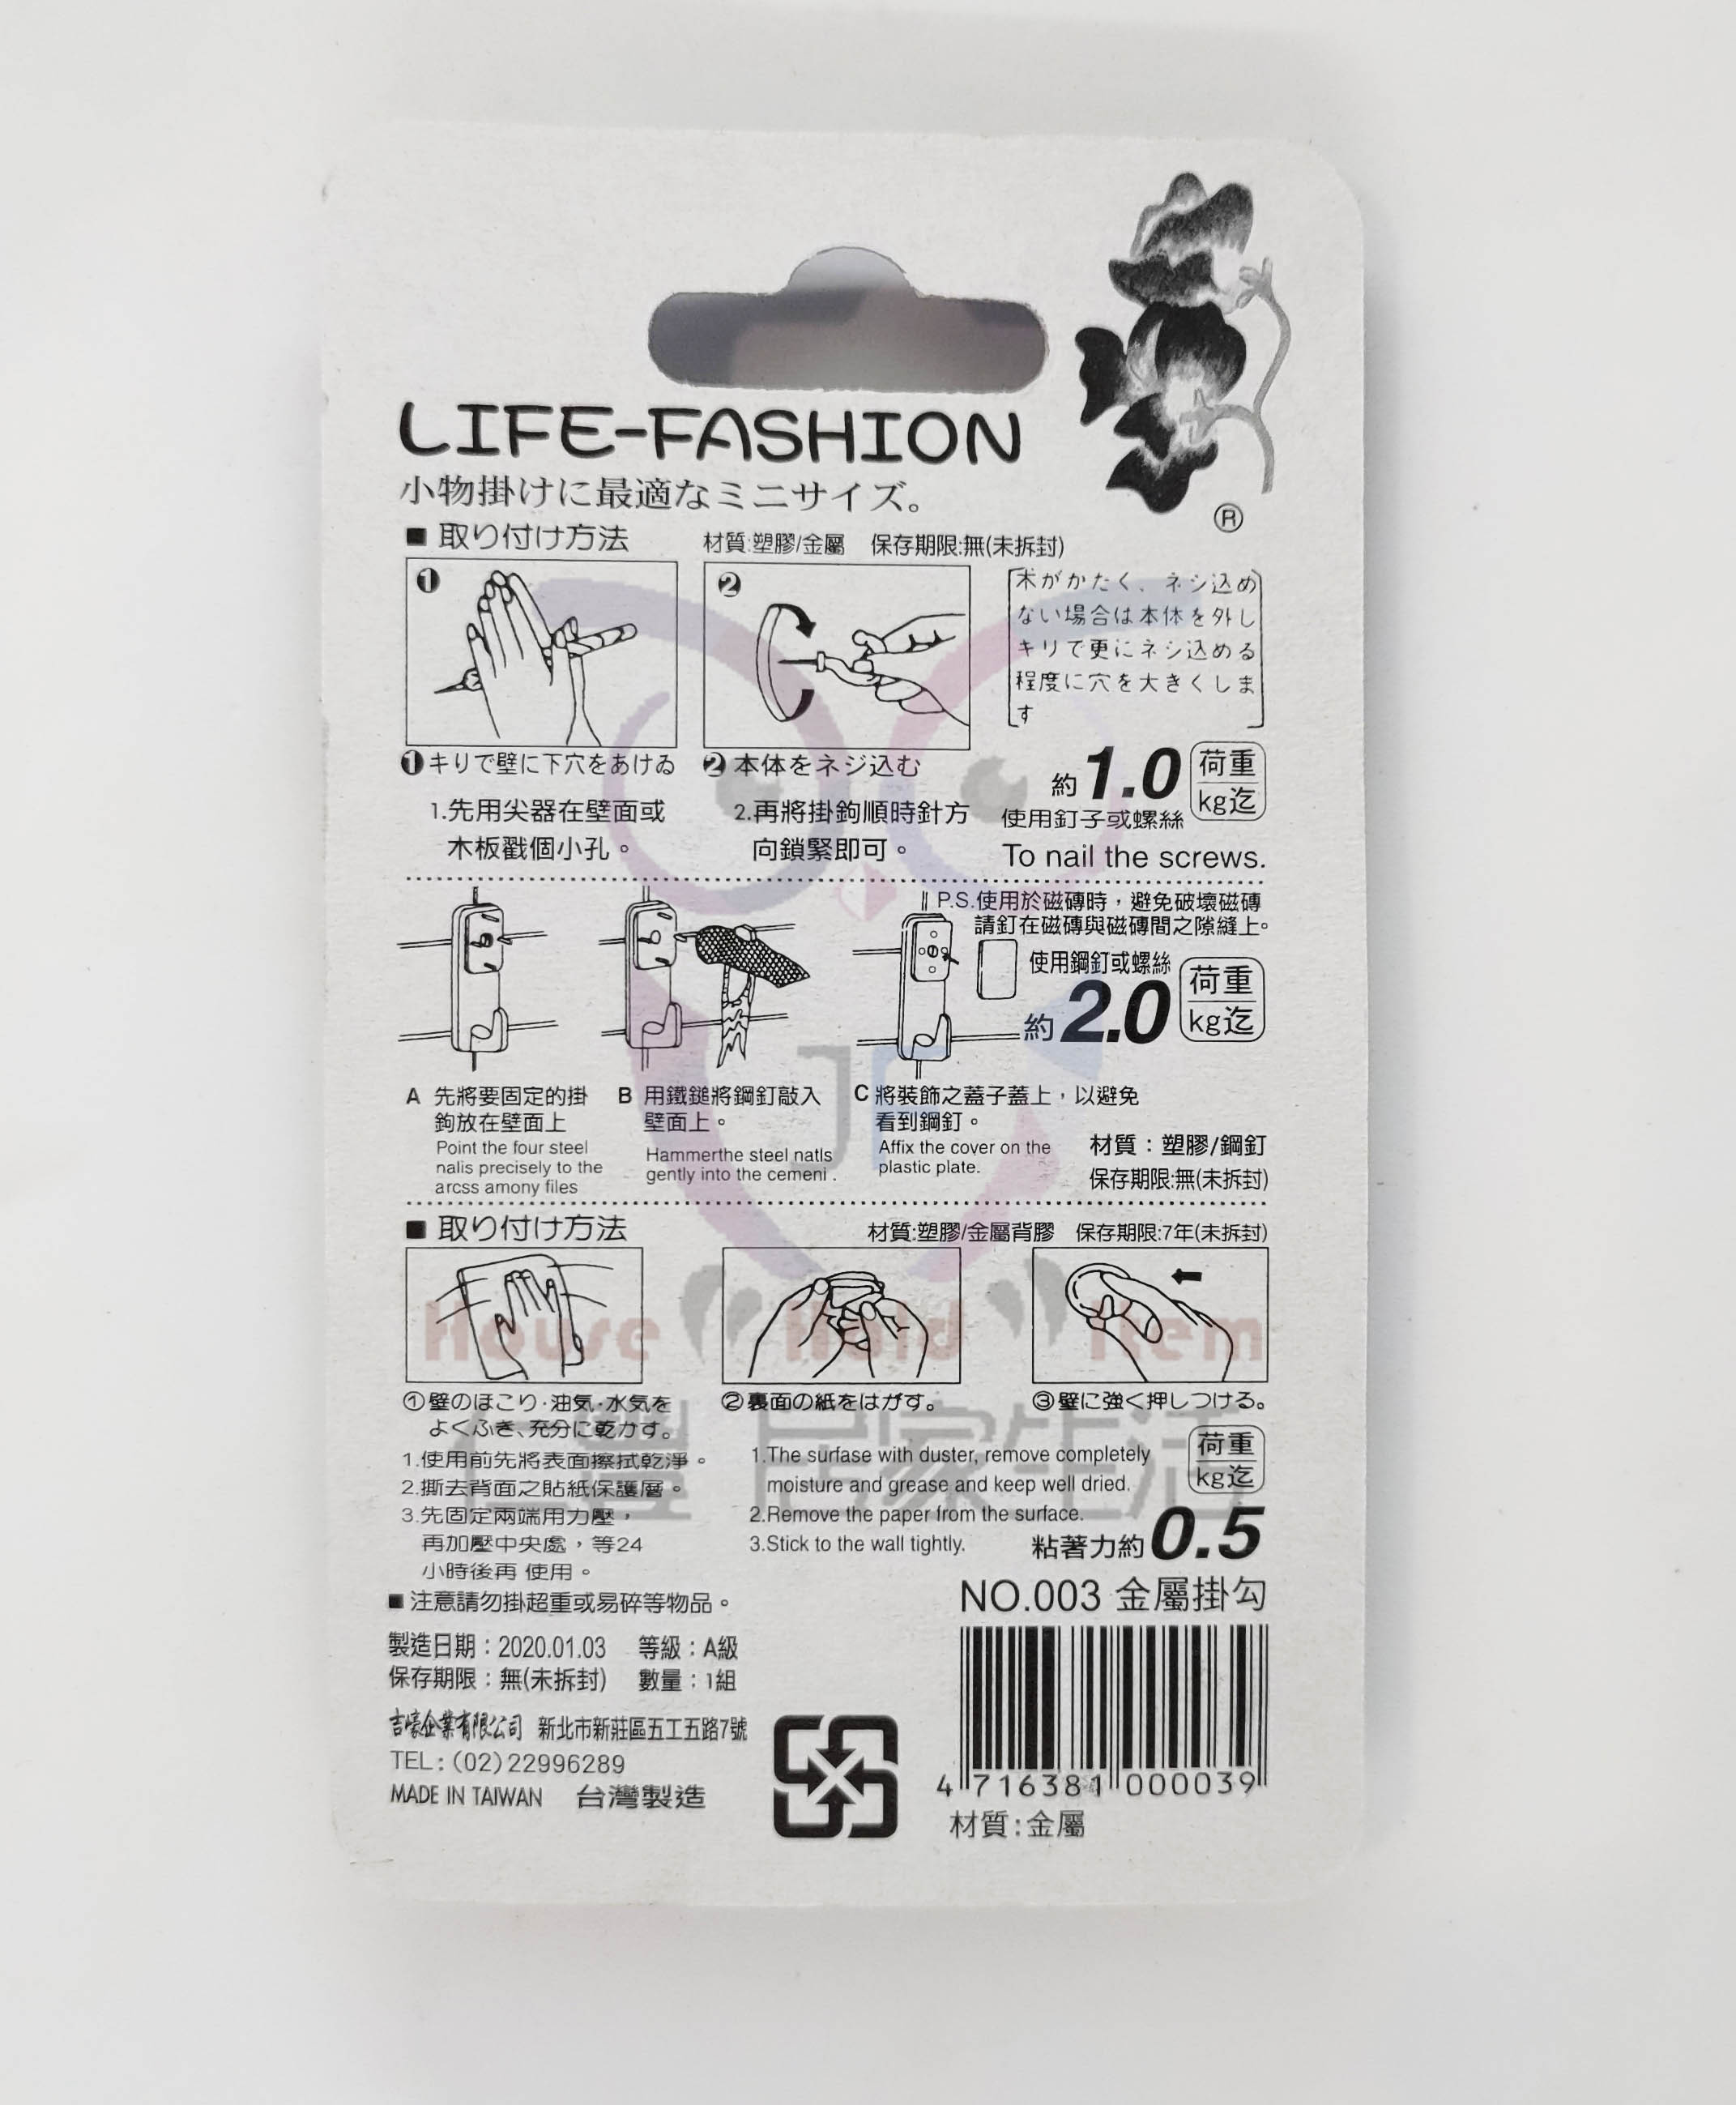 LIFE-FASHION
小物掛けに最適なミニサイズ。
®
■ 取り付け方法 材質:塑膠/金屬 保存期限:無(未拆封)
❶ ❷
木がかたく、ネジ込め
ない場合は本体を外し
キリで更にネジ込める
程度に穴を大きくしま
す
❶キリで壁に下穴をあける ❷本体をネジ込む
1.先用尖器在壁面或
木板戳個小孔。
2.再將掛鉤順時針方
向鎖緊即可。
約1.0 荷重 kg迄
使用釘子或螺絲
To nail the screws.
P.S.使用於磁磚時,避免破壞磁磚
請釘在磁磚與磁磚間之隙縫上。
使用鋼釘或螺絲
約2.0 荷重 kg迄
A 先將要固定的掛
鉤放在壁面上
Point the four steel
nalis precisely to the
arcss amony files
B 用鐵鎚將鋼釘敲入
壁面上。
Hammerthe steel natls
gently into the cemeni .
C 將裝飾之蓋子蓋上,以避免
看到鋼釘。
Affix the cover on the
plastic plate.
材質:塑膠/鋼釘
保存期限:無(未拆封)
■ 取り付け方法 材質:塑膠/金屬背膠 保存期限:7年(未拆封)
House Hold Item
①壁のほこり·油気·水気を
よくふき、充分に乾かす。
②裏面の紙をはがす。
③壁に強く押しつける。
居家生活
1.使用前先將表面擦拭乾淨。
2.撕去背面之貼紙保護層。
3.先固定兩端用力壓,
再加壓中央處,等24
小時後再 使用。
1.The surfase with duster, remove completely
moisture and grease and keep well dried.
2.Remove the paper from the surface.
3.Stick to the wall tightly.
荷重 kg迄
粘著力約0.5
■ 注意請勿掛超重或易碎等物品。
NO.003 金屬掛勾
製造日期:2020.01.03 等級:A級
保存期限:無(未拆封) 數量:1組
吉嚎企業有限公司 新北市新莊區五工五路7號
TEL:(02)22996289
MADE IN TAIWAN 台灣製造
4 716381 000039
材質:金屬